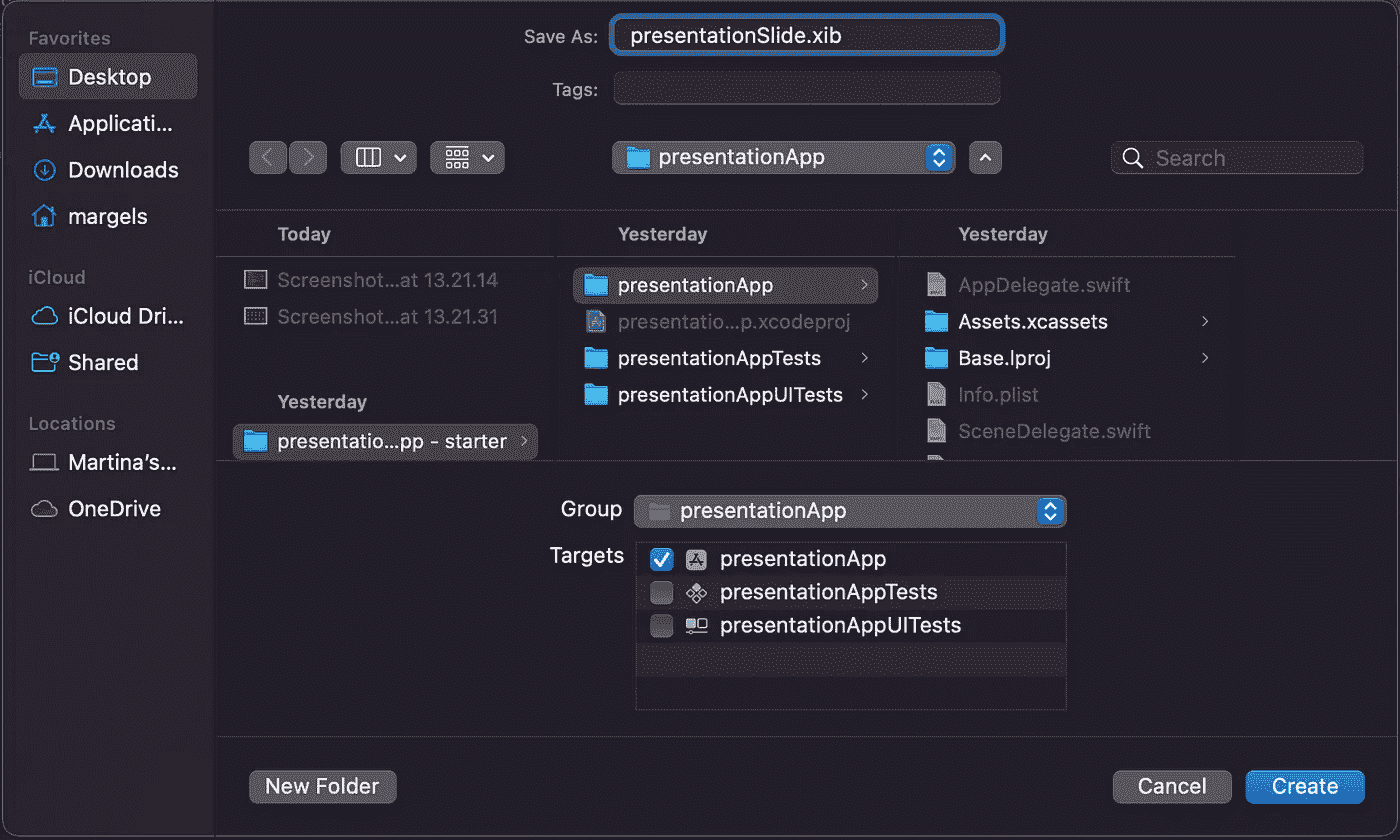 Favorites
Desktop
Applicati...
Downloads
margels
iCloud
iCloud Dri...
Shared
Locations
Martina's...
OneDrive
Save As: presentationSlide.xib
Tags:
presentationApp
Search
Today
Screenshot...at 13.21.14
Screenshot...at 13.21.31
Yesterday
presentatio...pp - starter
Yesterday
presentationApp
presentatio...p.xcodeproj
presentationAppTests
presentationAppUITests
Yesterday
AppDelegate.swift
Assets.xcassets
Base.lproj
Info.plist
SceneDelegate.swift
Group presentationApp
Targets
presentationApp
presentationAppTests
presentationAppUITests
New Folder
Cancel
Create